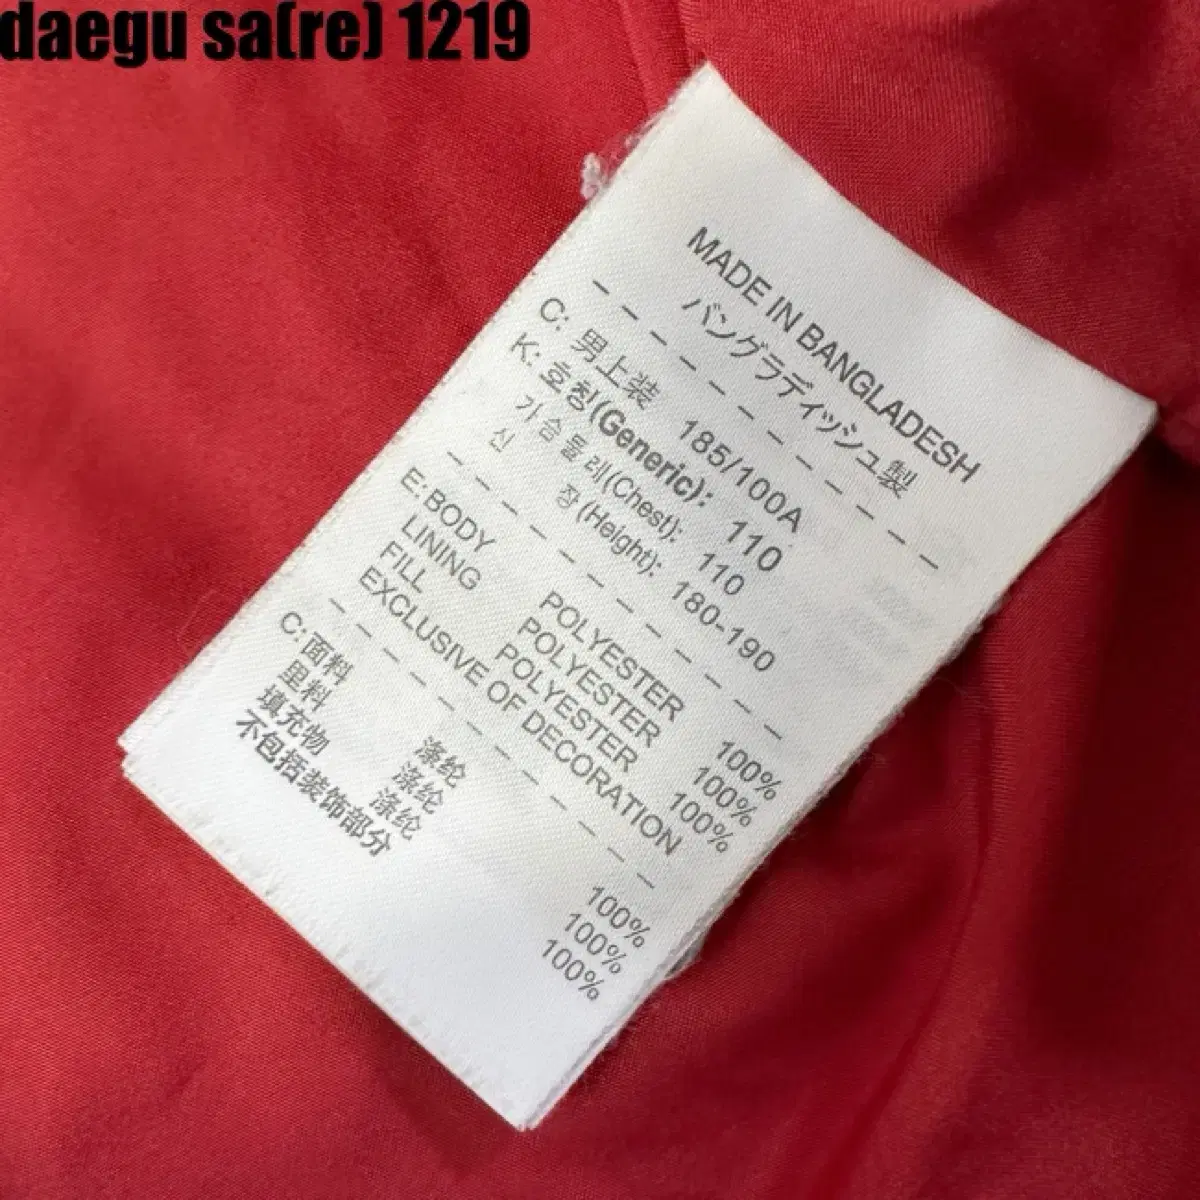 daegu sa(re) 1219
MADE IN BANGLADESH
バングラディッシュ製
C: 男上装 185/100A
K: 호칭(Generic): 110
가슴둘레(Chest): 110
신 장(Height): 180-190
E: BODY POLYESTER 100%
LINING POLYESTER 100%
FILL POLYESTER 100%
EXCLUSIVE OF DECORATION
C: 面料 涤纶 100%
里料 涤纶 100%
填充物 涤纶 100%
不包括装饰部分